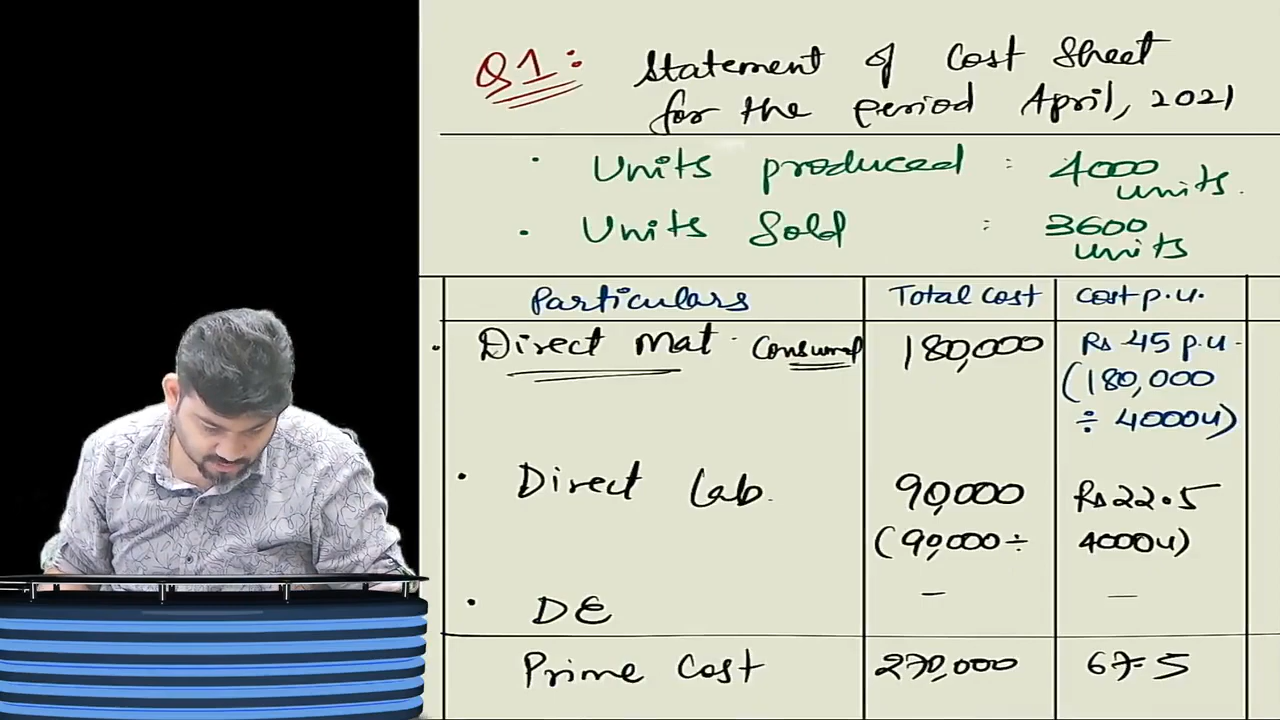 Q1: Statement of Cost Sheet
for the period April, 2021
• Units produced : 4000 units.
• Units Sold : 3600 units
Particulars Total Cost Cost p.u.
• Direct Mat. Consumed 180,000 Rs 45 p.u.
(180,000
÷ 4000u)
• Direct Lab. 90,000 Rs 22.5
(90,000 ÷ 4000u)
• DE – –
Prime Cost 270,000 67.5